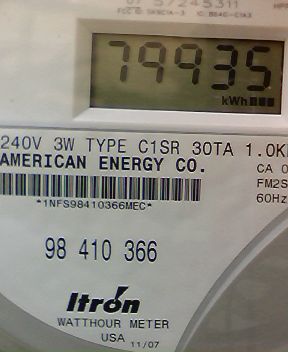 79935
kWh
240V 3W TYPE C1SR 30TA 1.0K
AMERICAN ENERGY CO.
CA 0
*1NFS98410366MEC*
FM2S
60Hz
98 410 366
Itrón
WATTHOUR METER
USA 11/07